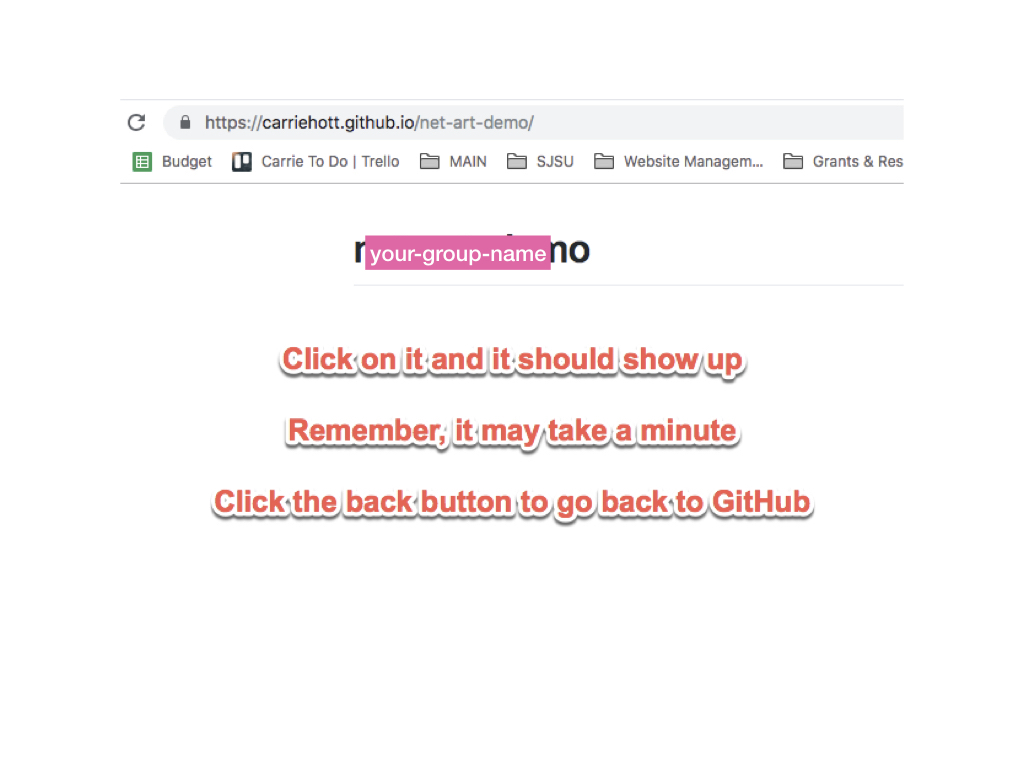 https://carriehott.github.io/net-art-demo/
Budget Carrie To Do | Trello MAIN SJSU Website Managem... Grants & Res
your-group-name
Click on it and it should show up
Remember, it may take a minute
Click the back button to go back to GitHub